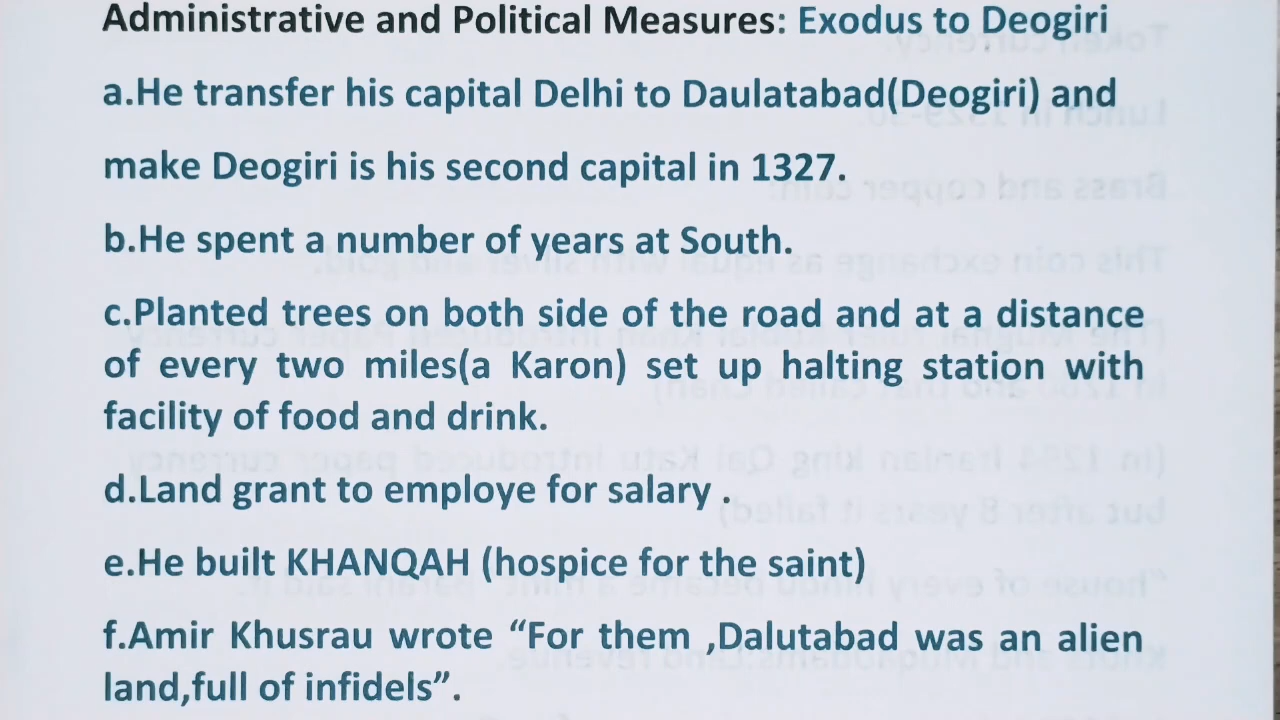 Administrative and Political Measures: Exodus to Deogiri
a.He transfer his capital Delhi to Daulatabad(Deogiri) and
make Deogiri is his second capital in 1327.
b.He spent a number of years at South.
c.Planted trees on both side of the road and at a distance
of every two miles(a Karon) set up halting station with
facility of food and drink.
d.Land grant to employe for salary .
e.He built KHANQAH (hospice for the saint)
f.Amir Khusrau wrote “For them ,Dalutabad was an alien
land,full of infidels”.